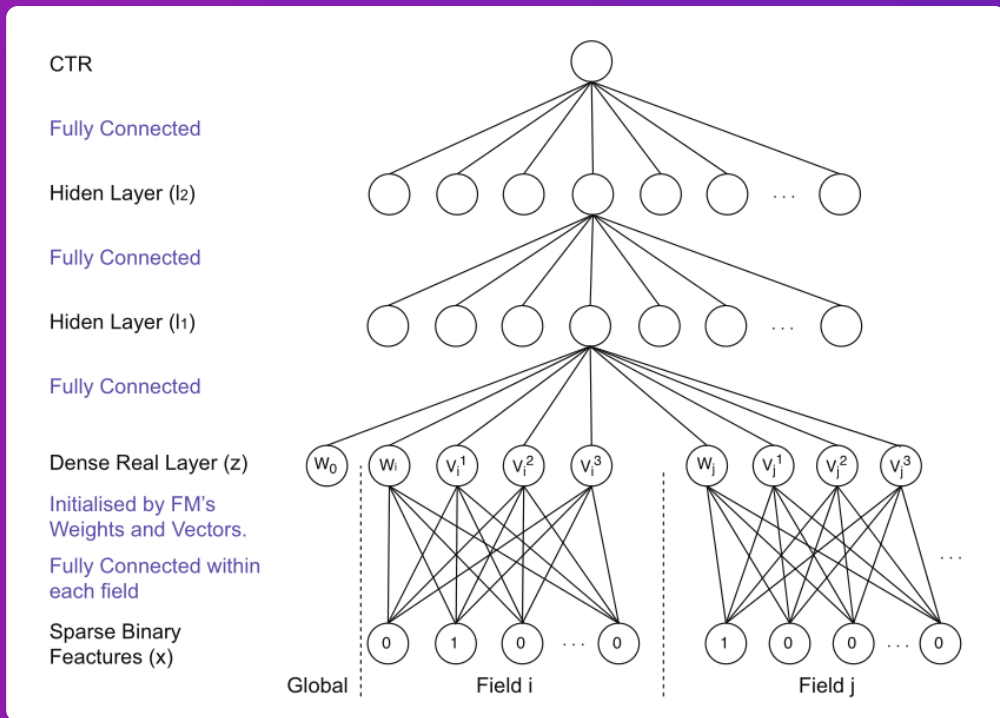 CTR
Fully Connected
Hiden Layer (l2)
...
Fully Connected
Hiden Layer (l1)
...
Fully Connected
Dense Real Layer (z)
W0 Wi Vi1 Vi2 Vi3 Wj Vj1 Vj2 Vj3
Initialised by FM's
Weights and Vectors.
Fully Connected within
each field
...
Sparse Binary
Feactures (x)
0 1 0 ... 0 1 0 0 ... 0
Global Field i Field j